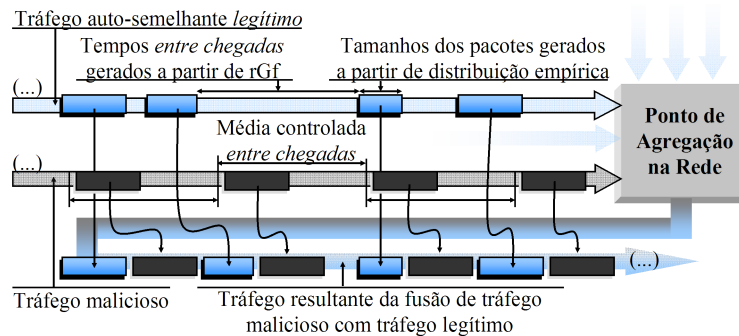 Tráfego auto-semelhante legítimo
Tempos entre chegadas
gerados a partir de rGf
Tamanhos dos pacotes gerados
a partir de distribuição empírica
(...)
Ponto de
Agregação
na Rede
Média controlada
entre chegadas
(...)
(...)
Tráfego malicioso
Tráfego resultante da fusão de tráfego
malicioso com tráfego legítimo